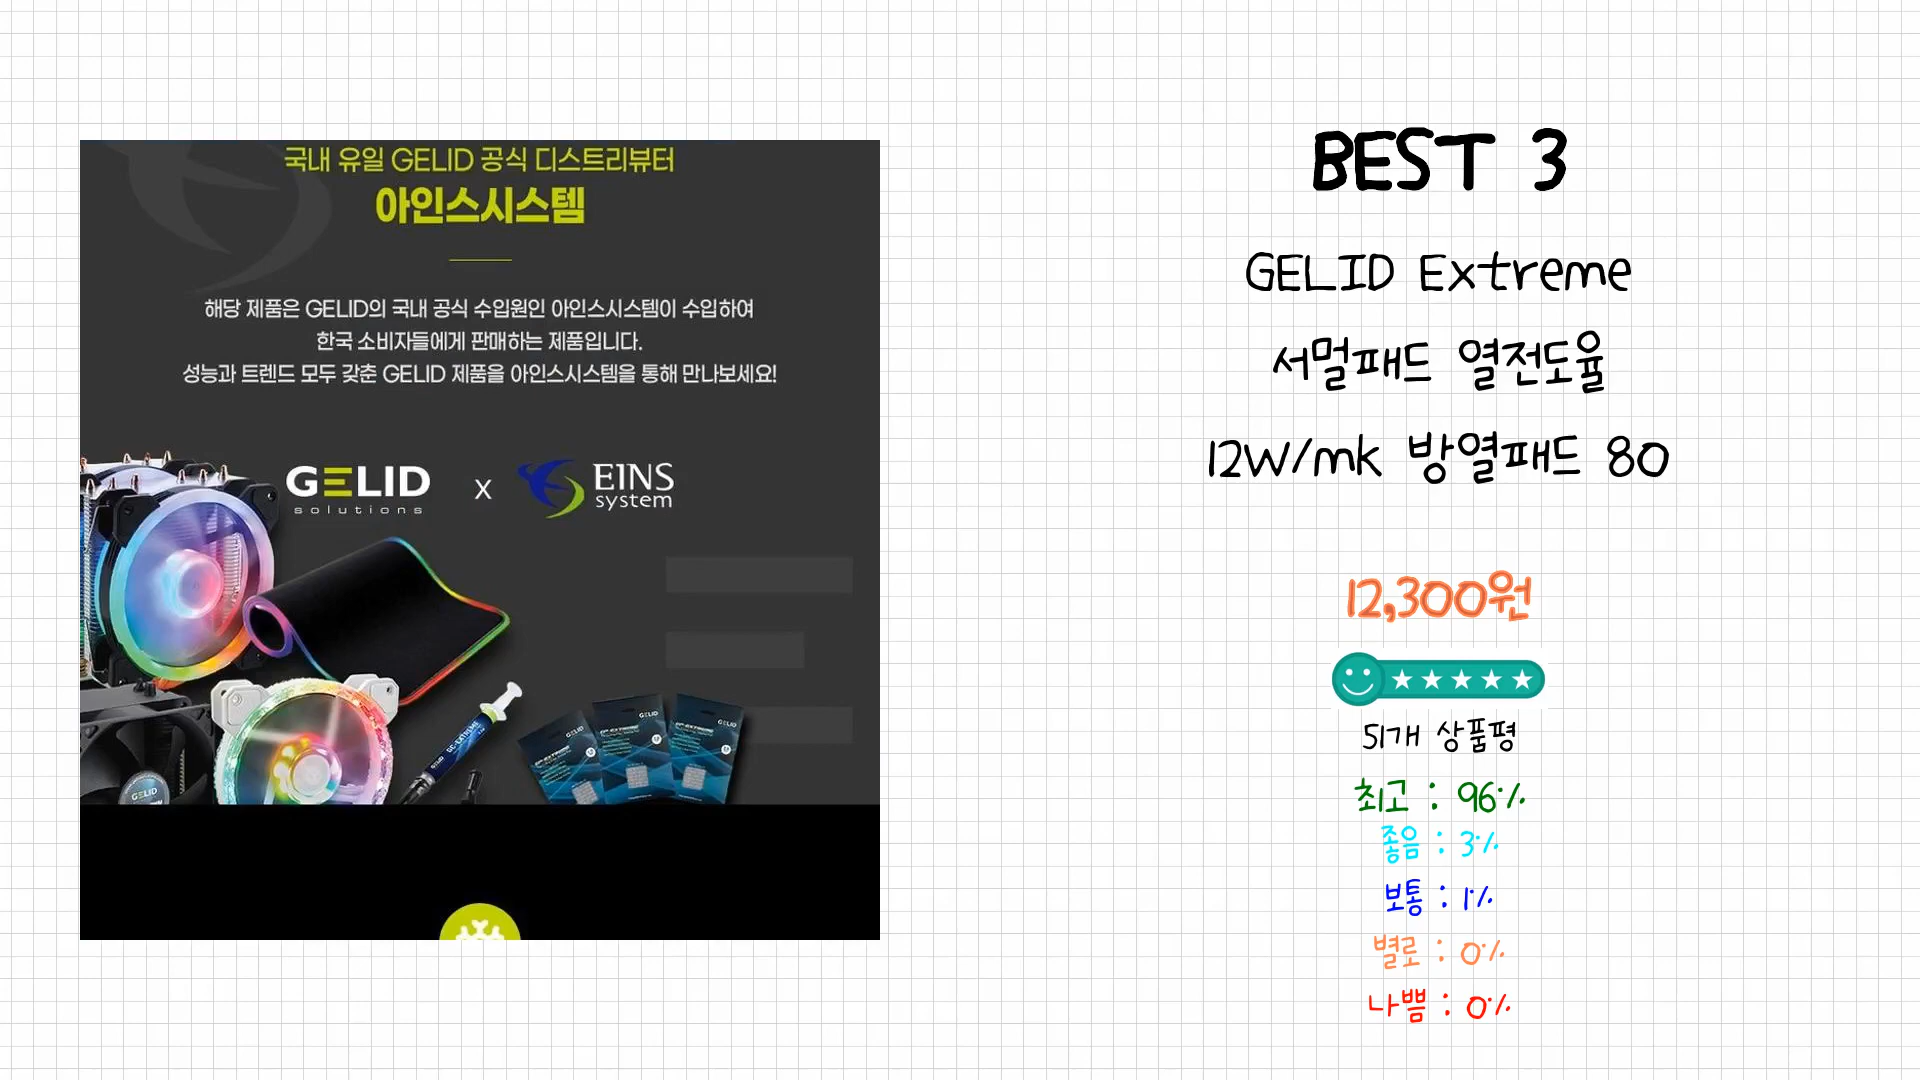 국내 유일 GELID 공식 디스트리뷰터
아인스시스템
해당 제품은 GELID의 국내 공식 수입원인 아인스시스템이 수입하여
한국 소비자들에게 판매하는 제품입니다.
성능과 트렌드 모두 갖춘 GELID 제품을 아인스시스템을 통해 만나보세요!
GELID
solutions
X
EINS
system
GC-EXTREME
GELID
GELID
GELID
GELID
BEST 3
GELID Extreme
서멀패드 열전도율
12W/mk 방열패드 80
12,300원
51개 상품평
최고 : 96%
좋음 : 3%
보통 : 1%
별로 : 0%
나쁨 : 0%